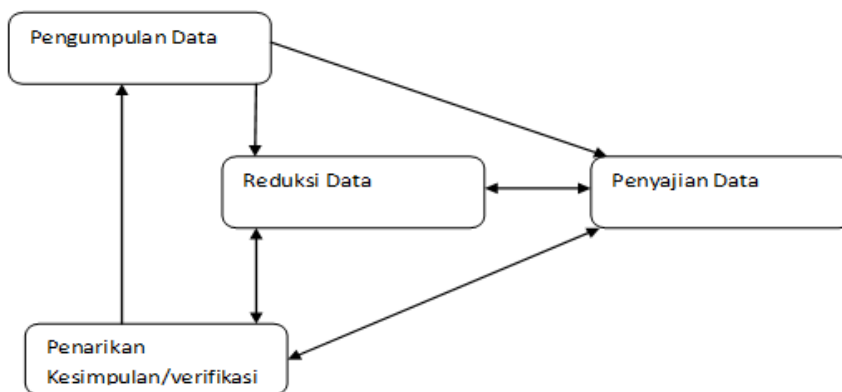 Pengumpulan Data
Reduksi Data
Penyajian Data
Penarikan
Kesimpulan/verifikasi